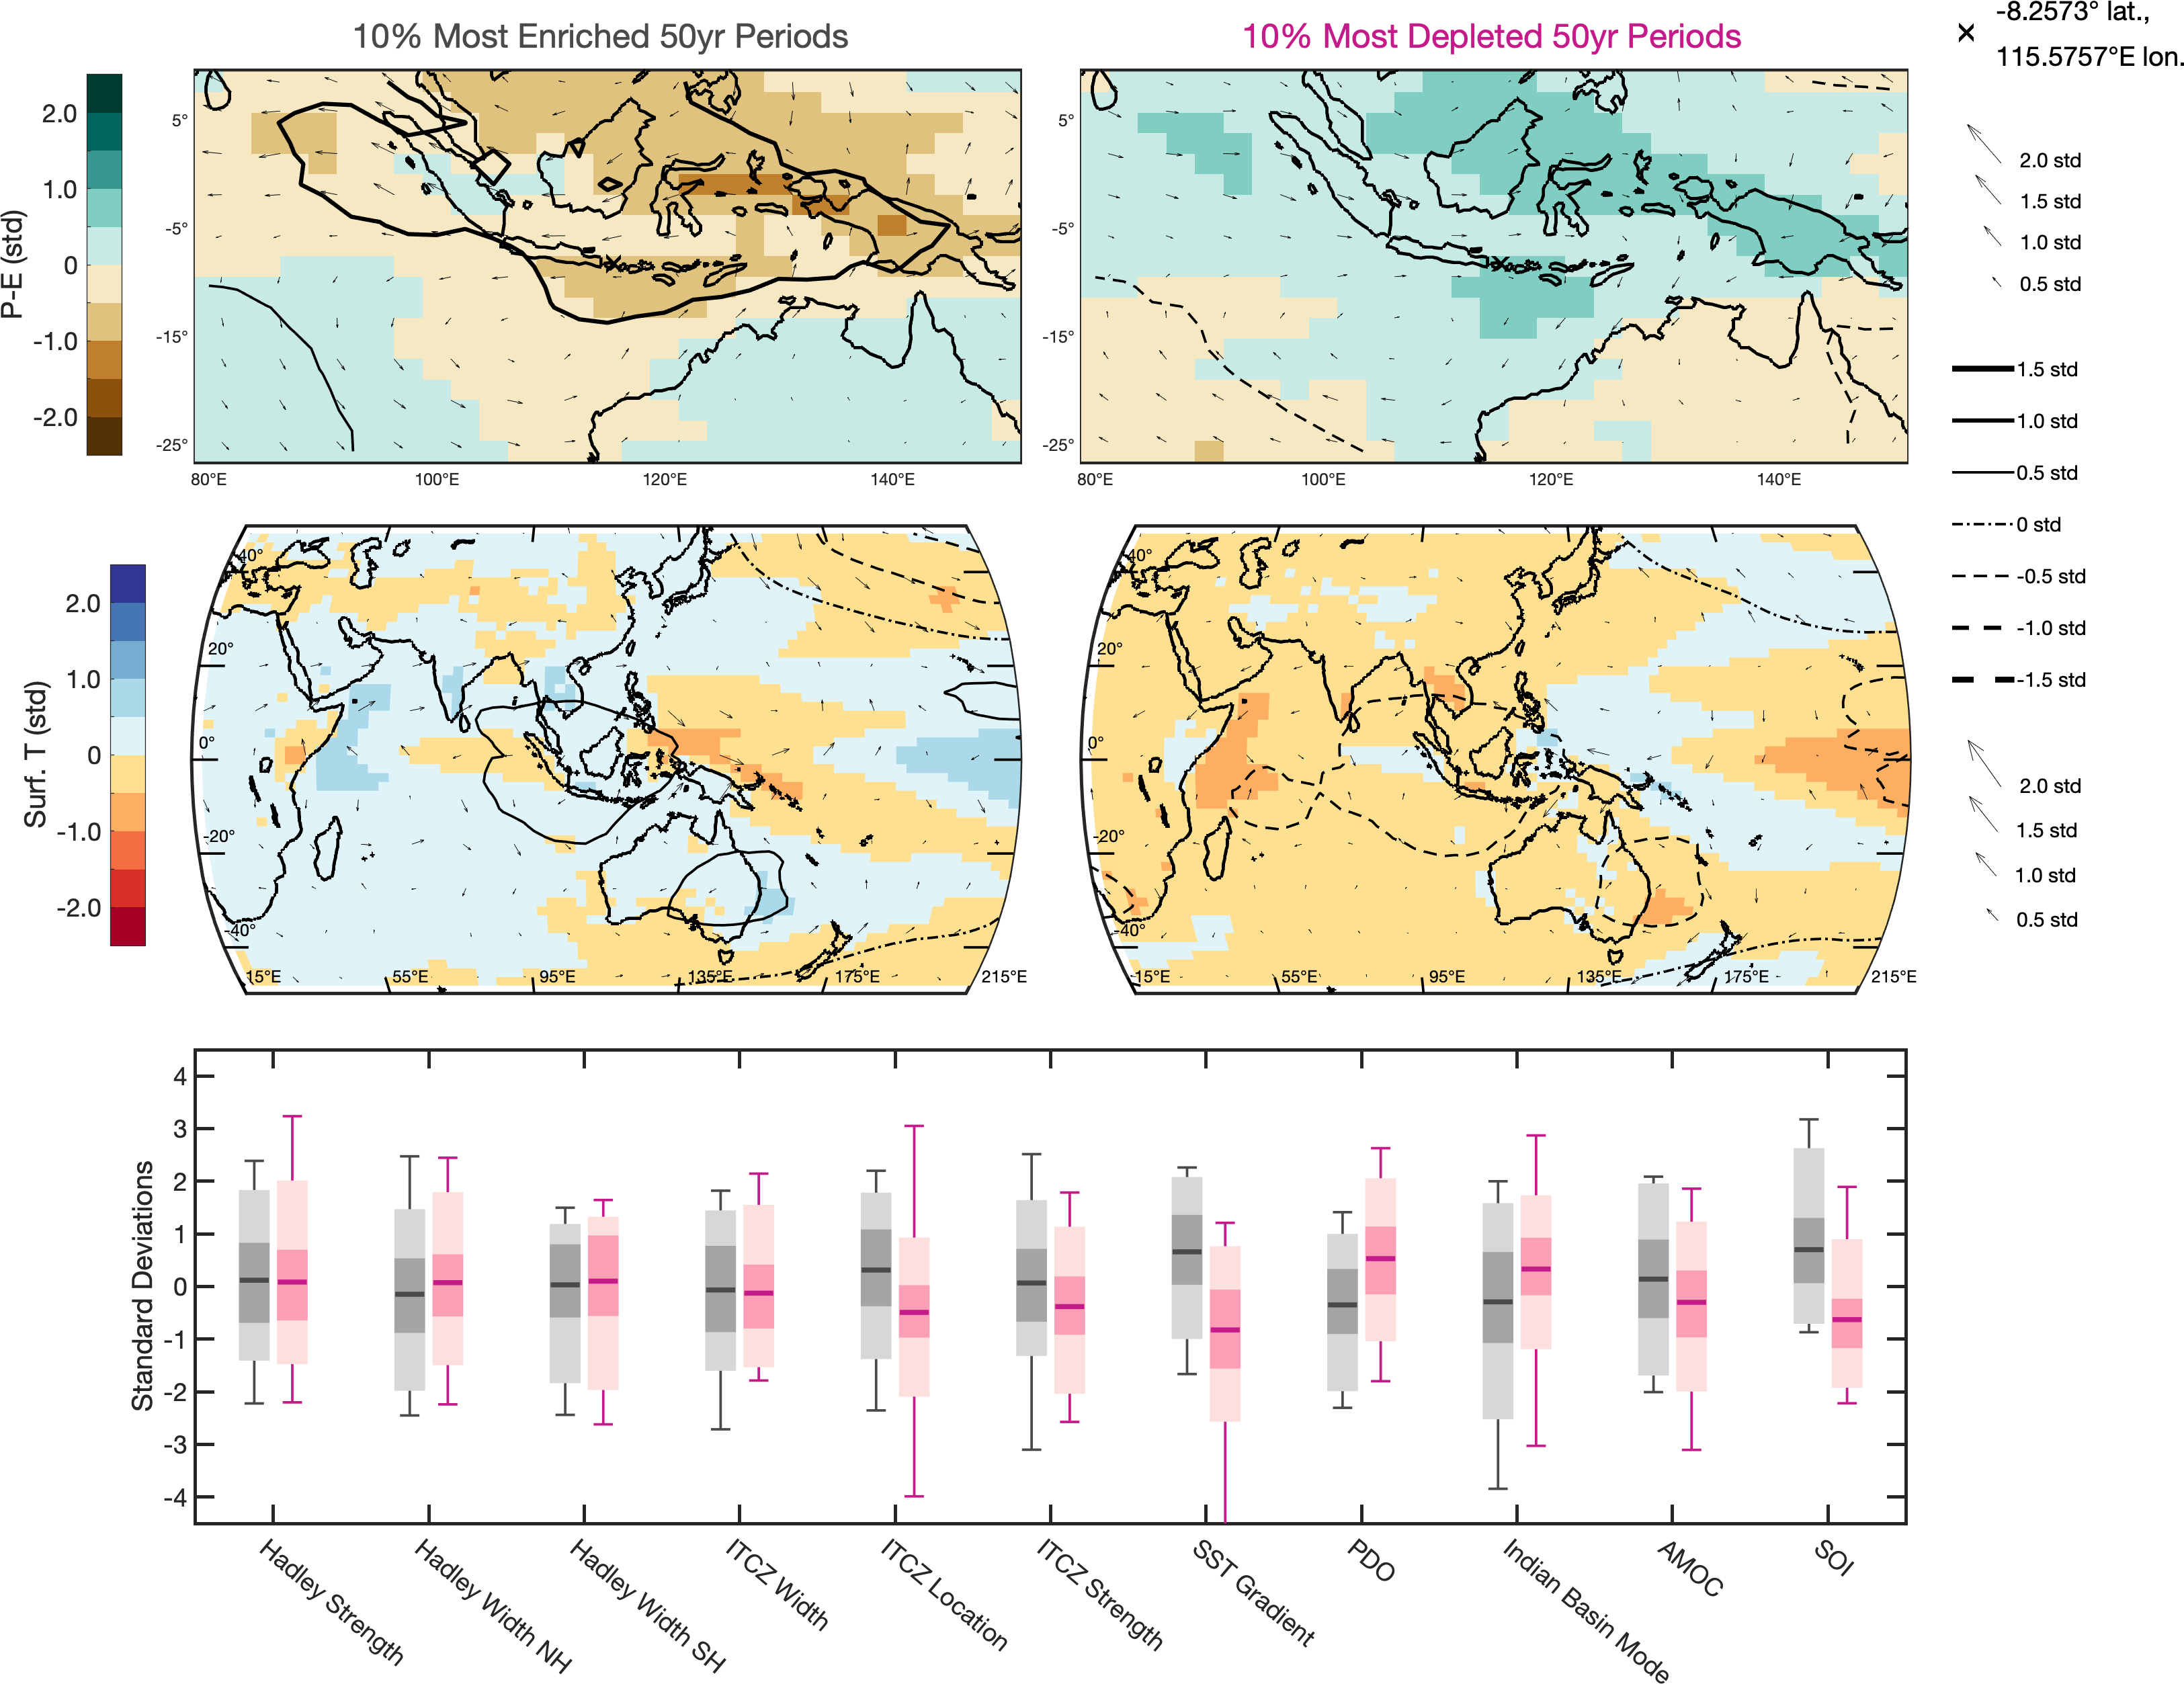 10% Most Enriched 50yr Periods
10% Most Depleted 50yr Periods
-8.2573° lat.,
115.5757°E lon.
P-E (std)
2.0
1.0
0
-1.0
-2.0
5°
-5°
-15°
-25°
80°E 100°E 120°E 140°E
5°
-5°
-15°
-25°
80°E 100°E 120°E 140°E
2.0 std
1.5 std
1.0 std
0.5 std
1.5 std
1.0 std
0.5 std
0 std
-0.5 std
-1.0 std
-1.5 std
2.0 std
1.5 std
1.0 std
0.5 std
Surf. T (std)
2.0
1.0
0
-1.0
-2.0
40°
20°
0°
-20°
-40°
15°E 55°E 95°E 135°E 175°E 215°E
40°
20°
0°
-20°
-40°
15°E 55°E 95°E 135°E 175°E 215°E
Standard Deviations
4
3
2
1
0
-1
-2
-3
-4
Hadley Strength
Hadley Width NH
Hadley Width SH
ITCZ Width
ITCZ Location
ITCZ Strength
SST Gradient
PDO
Indian Basin Mode
AMOC
SOI